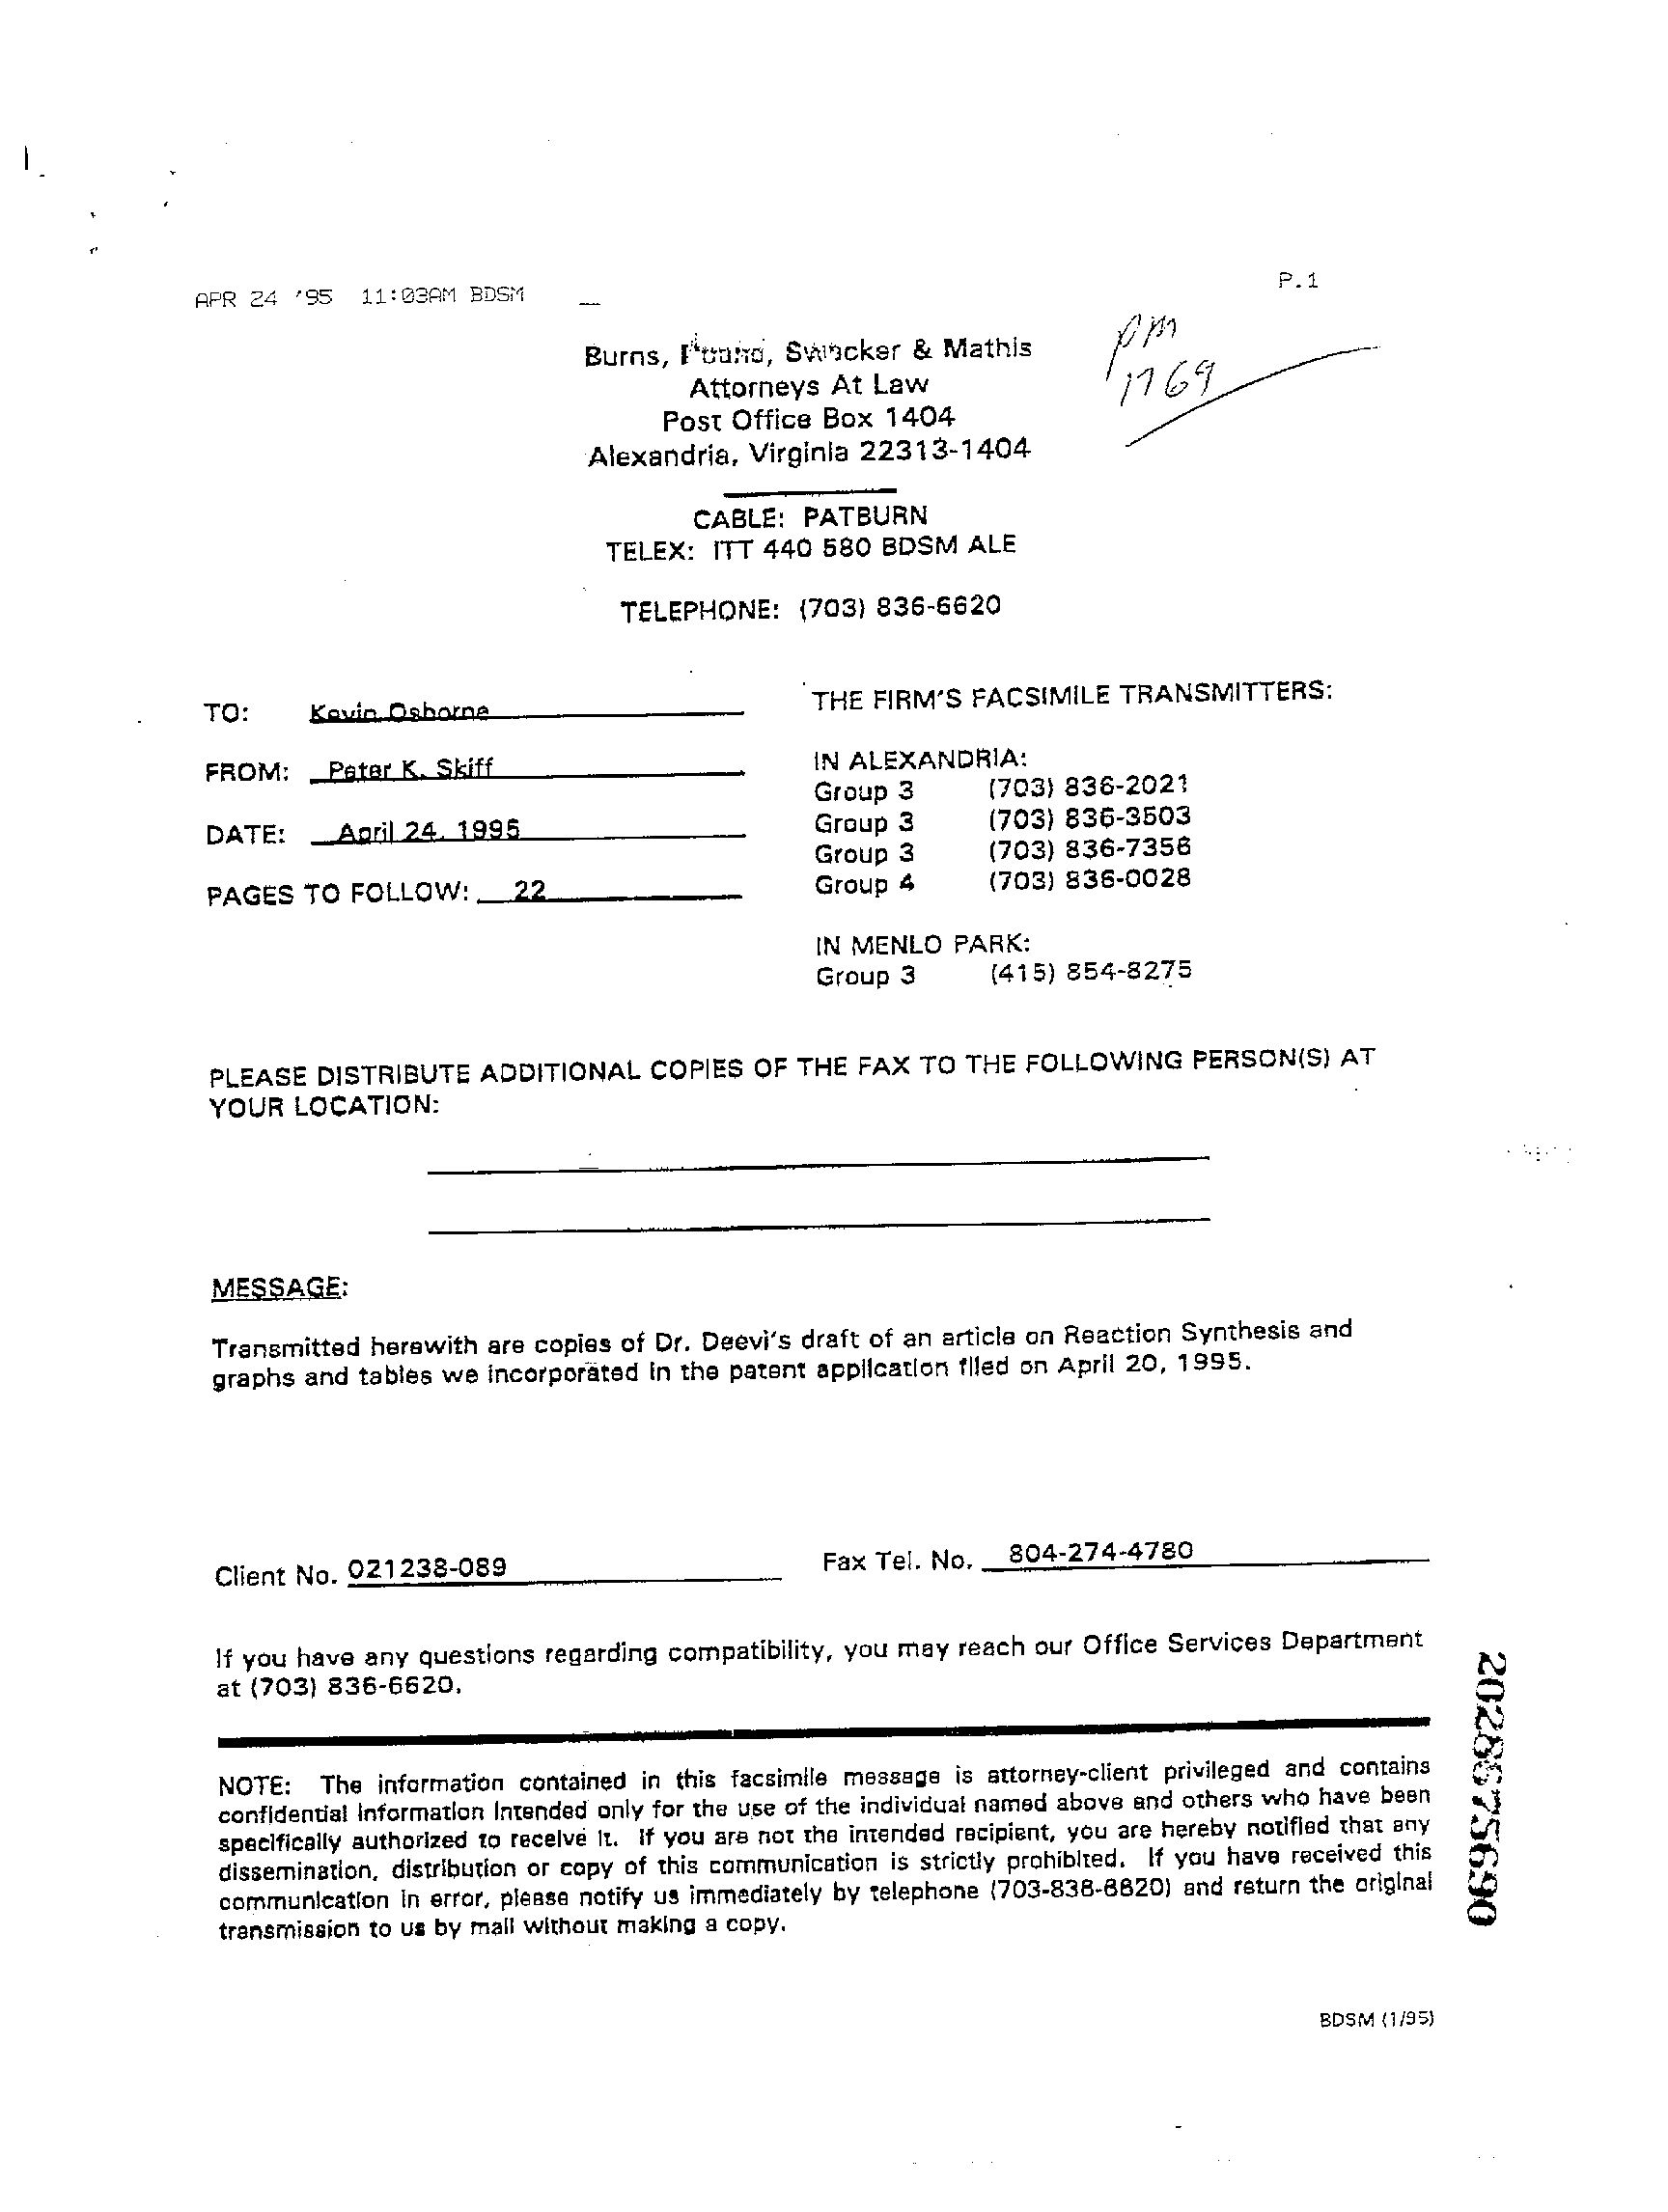 APR 24 '95 11:03AM BDSM
P.1
Burns, Swecker & Mathis
Attorneys At Law
Post Office Box 1404
Alexandria, Virginia 22313-1404
pm
1769
CABLE: PATBURN
TELEX: ITT 440 580 BDSM ALE
TELEPHONE: (703) 836-6620
TO: Kevin Osborne
FROM: Peter K. Skiff
DATE: April 24, 1995
PAGES TO FOLLOW: 22
THE FIRM'S FACSIMILE TRANSMITTERS:
IN ALEXANDRIA:
Group 3 (703) 836-2021
Group 3 (703) 836-3503
Group 3 (703) 836-7356
Group 4 (703) 836-0028
IN MENLO PARK:
Group 3 (415) 854-8275
PLEASE DISTRIBUTE ADDITIONAL COPIES OF THE FAX TO THE FOLLOWING PERSON(S) AT
YOUR LOCATION:
MESSAGE:
Transmitted herewith are copies of Dr. Deevi's draft of an article on Reaction Synthesis and
graphs and tables we incorporated in the patent application filed on April 20, 1995.
Client No. 021238-089
Fax Tel. No. 804-274-4780
If you have any questions regarding compatibility, you may reach our Office Services Department
at (703) 836-6620.
NOTE: The information contained in this facsimile message is attorney-client privileged and contains
confidential information intended only for the use of the individual named above and others who have been
specifically authorized to receive it. If you are not the intended recipient, you are hereby notified that any
dissemination, distribution or copy of this communication is strictly prohibited. If you have received this
communication in error, please notify us immediately by telephone (703-836-6620) and return the original
transmission to us by mail without making a copy.
2028675690
BDSM (1/95)